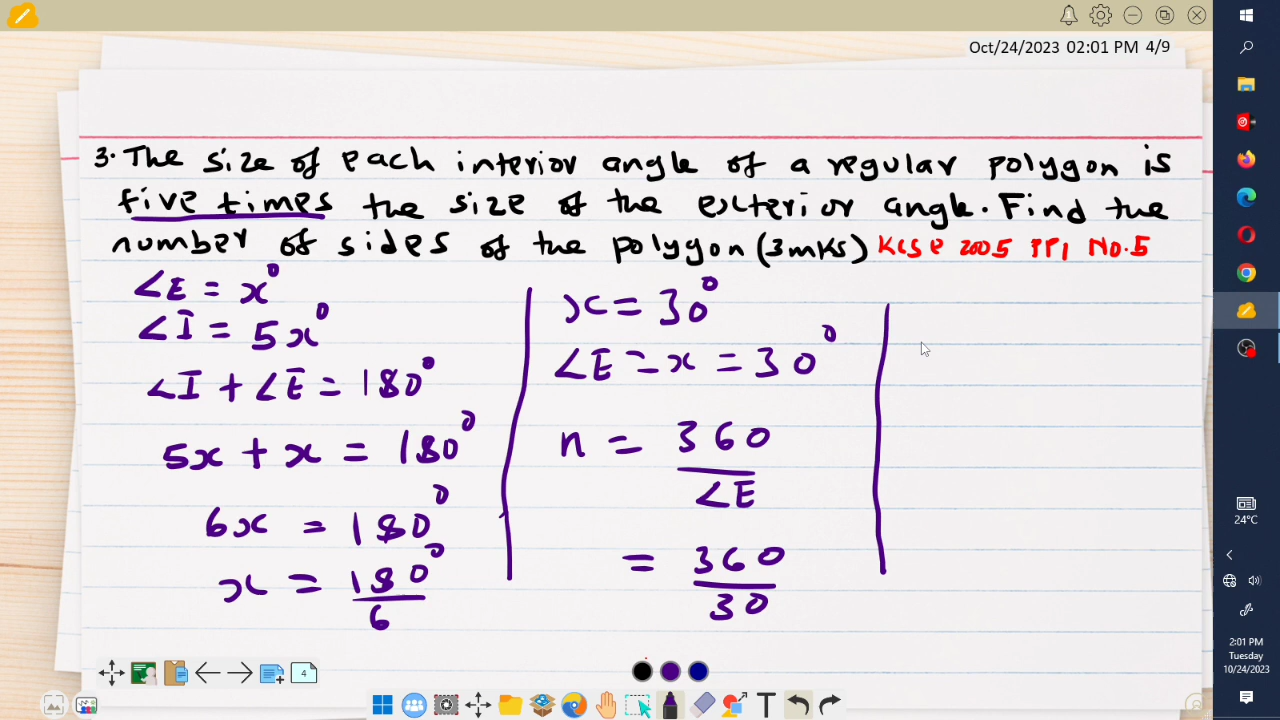 Oct/24/2023 02:01 PM 4/9
3. The size of each interior angle of a regular polygon is
five times the size of the exterior angle. Find the
number of sides of the polygon (3mks) KCSE 2005 PP1 NO.5
∠E = x°
∠I = 5x°
∠I + ∠E = 180°
5x + x = 180°
6x = 180°
x = 180°
6
x = 30°
∠E = x = 30°
n = 360
∠E
= 360
30
4
T
24°C
2:01 PM
Tuesday
10/24/2023